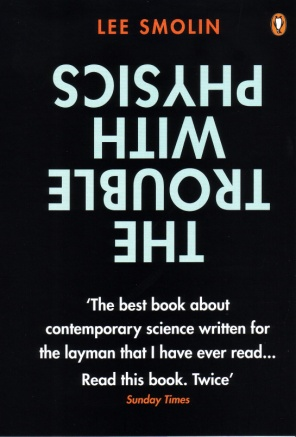 LEE SMOLIN
THE
TROUBLE
WITH
PHYSICS
‘The best book about
contemporary science written for
the layman that I have ever read...
Read this book. Twice’
Sunday Times